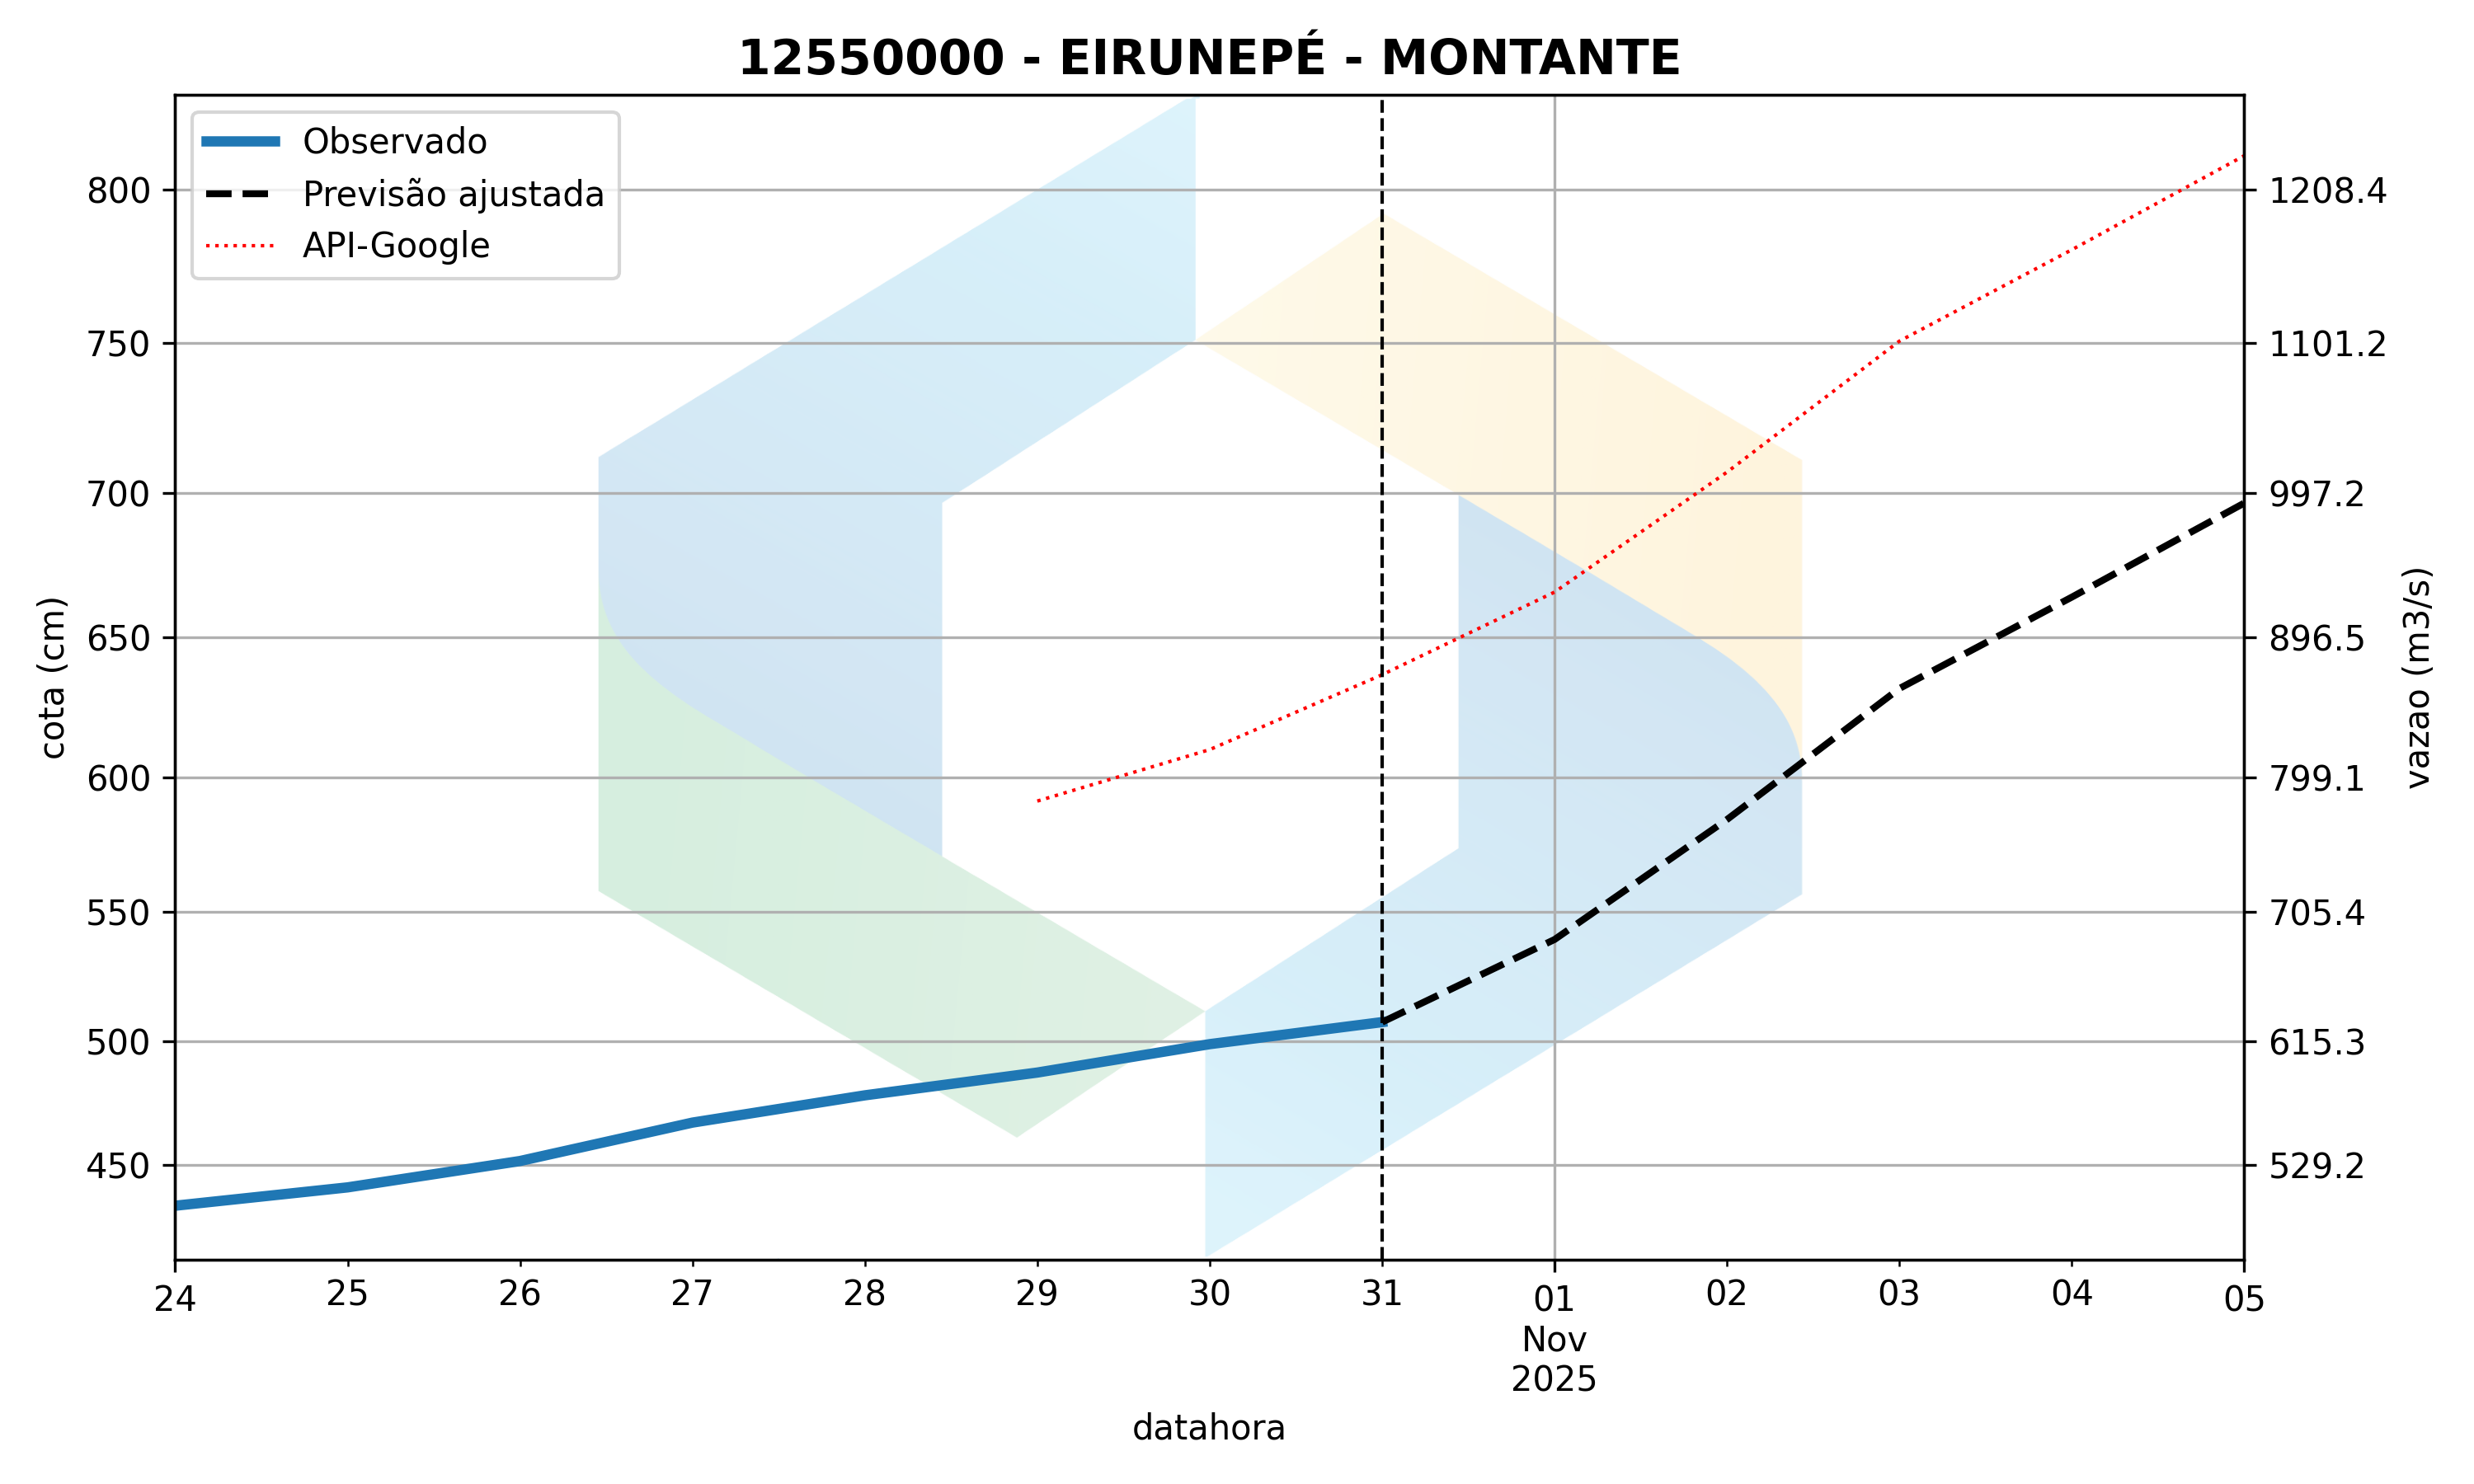 12550000 - EIRUNEPÉ - MONTANTE
Observado
Previsão ajustada
API-Google
800
750
700
650
600
550
500
450
cota (cm)
1208.4
1101.2
997.2
896.5
799.1
705.4
615.3
529.2
vazao (m3/s)
24 25 26 27 28 29 30 31 01 02 03 04 05
Nov
2025
datahora